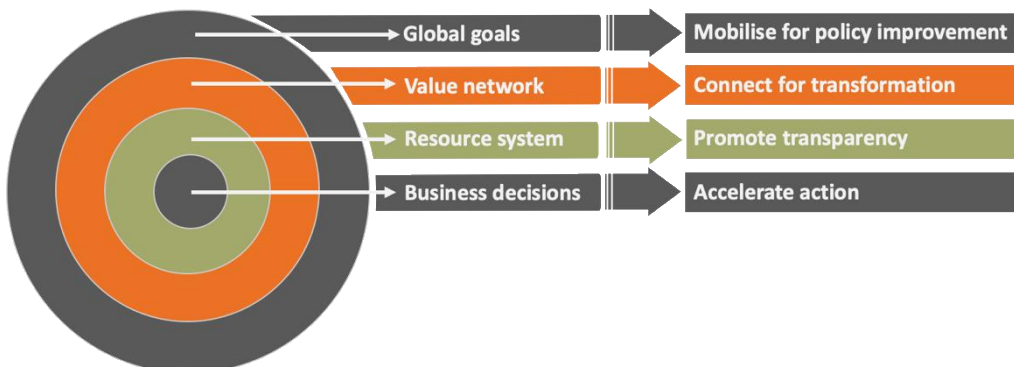 Global goals
Mobilise for policy improvement
Value network
Connect for transformation
Resource system
Promote transparency
Business decisions
Accelerate action